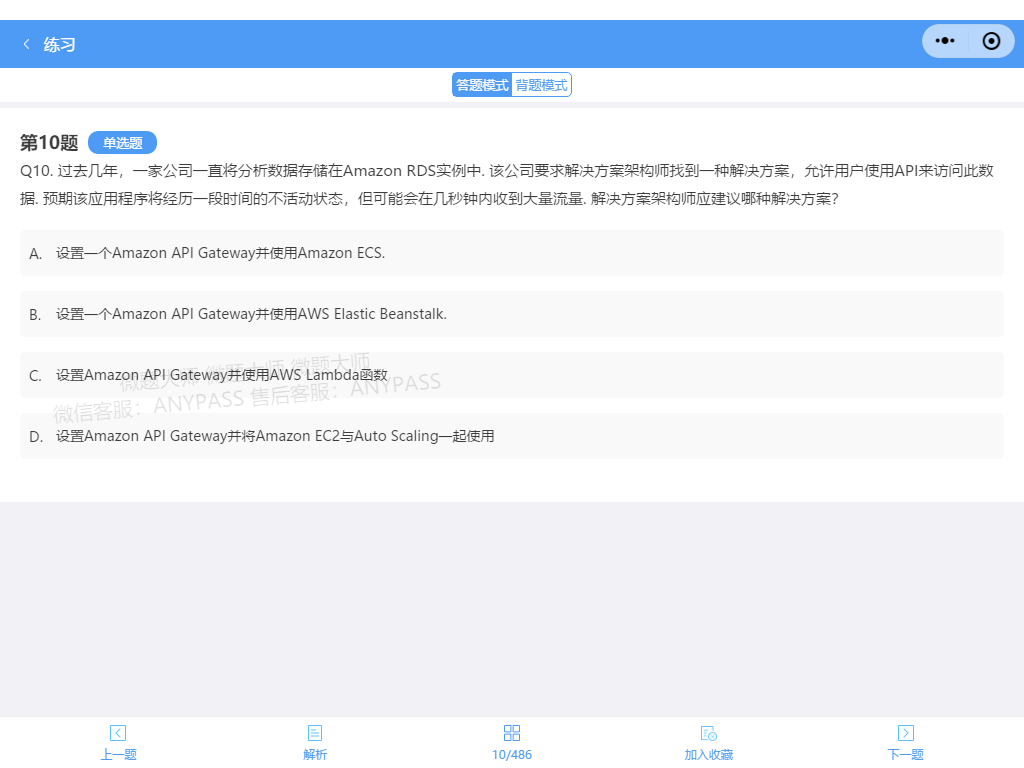 练习
答题模式 背题模式
第10题 单选题
Q10. 过去几年，一家公司一直将分析数据存储在Amazon RDS实例中. 该公司要求解决方案架构师找到一种解决方案，允许用户使用API来访问此数
据. 预期该应用程序将经历一段时间的不活动状态，但可能会在几秒钟内收到大量流量. 解决方案架构师应建议哪种解决方案?
A. 设置一个Amazon API Gateway并使用Amazon ECS.
B. 设置一个Amazon API Gateway并使用AWS Elastic Beanstalk.
微题大师 微题大师 微题大师
C. 设置Amazon API Gateway并使用AWS Lambda函数
微信客服：ANYPASS 售后客服：ANYPASS
D. 设置Amazon API Gateway并将Amazon EC2与Auto Scaling一起使用
上一题 解析 10/486 加入收藏 下一题